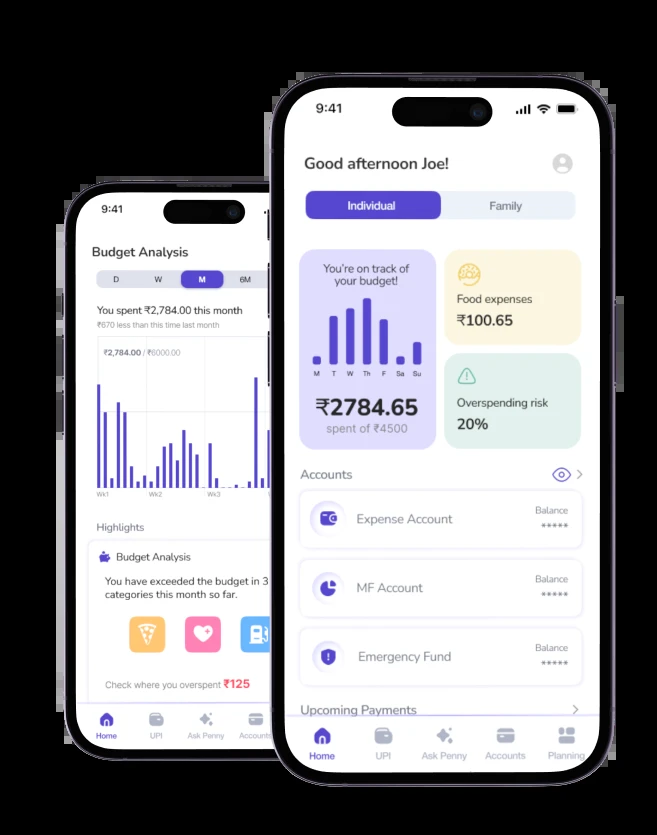 9:41
Budget Analysis
D W M 6M
You spent ₹2,784.00 this month
₹670 less than this time last month
₹2,784.00 / ₹6000.00
Wk1 Wk2 Wk3
Highlights
Budget Analysis
You have exceeded the budget in 3
categories this month so far.
Check where you overspent ₹125
Home UPI Ask Penny Accounts
9:41
Good afternoon Joe!
Individual Family
You're on track of
your budget!
M T W Th F Sa Su
₹2784.65
spent of ₹4500
Food expenses
₹100.65
Overspending risk
20%
Accounts
Expense Account
Balance
*****
MF Account
Balance
*****
Emergency Fund
Balance
*****
Upcoming Payments
Home UPI Ask Penny Accounts Planning